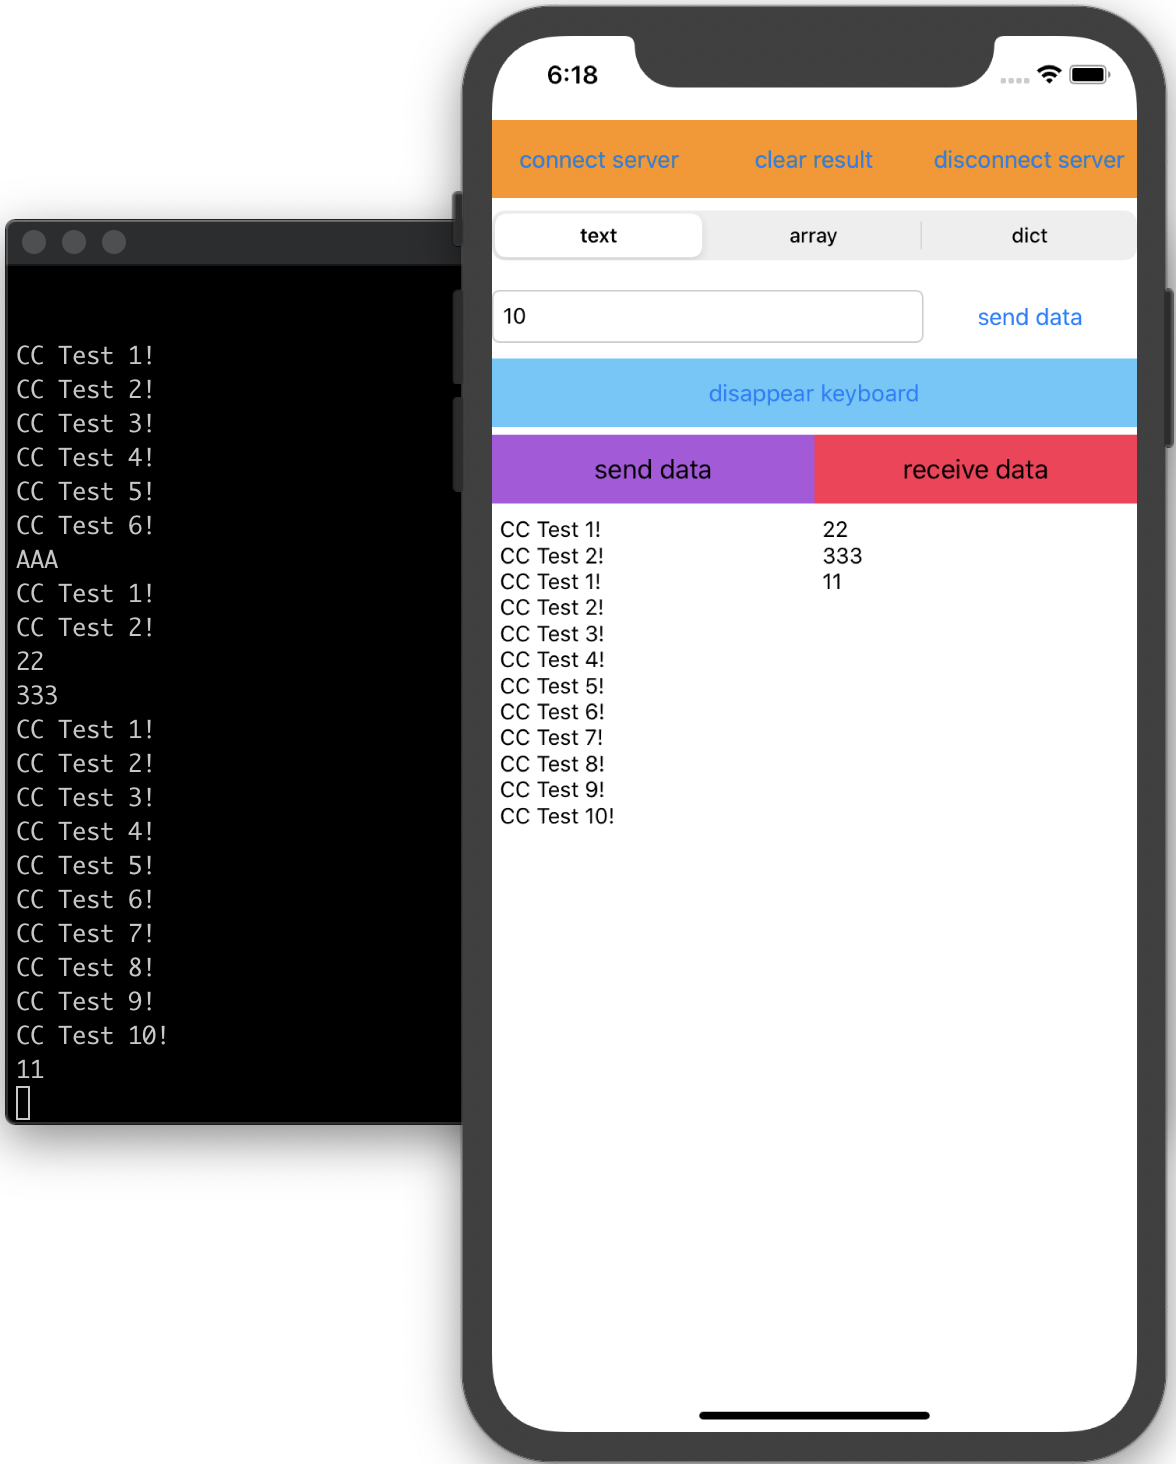 CC Test 1!
CC Test 2!
CC Test 3!
CC Test 4!
CC Test 5!
CC Test 6!
AAA
CC Test 1!
CC Test 2!
22
333
CC Test 1!
CC Test 2!
CC Test 3!
CC Test 4!
CC Test 5!
CC Test 6!
CC Test 7!
CC Test 8!
CC Test 9!
CC Test 10!
11
6:18
connect server clear result disconnect server
text array dict
10 send data
disappear keyboard
send data receive data
CC Test 1! 22
CC Test 2! 333
CC Test 1! 11
CC Test 2!
CC Test 3!
CC Test 4!
CC Test 5!
CC Test 6!
CC Test 7!
CC Test 8!
CC Test 9!
CC Test 10!